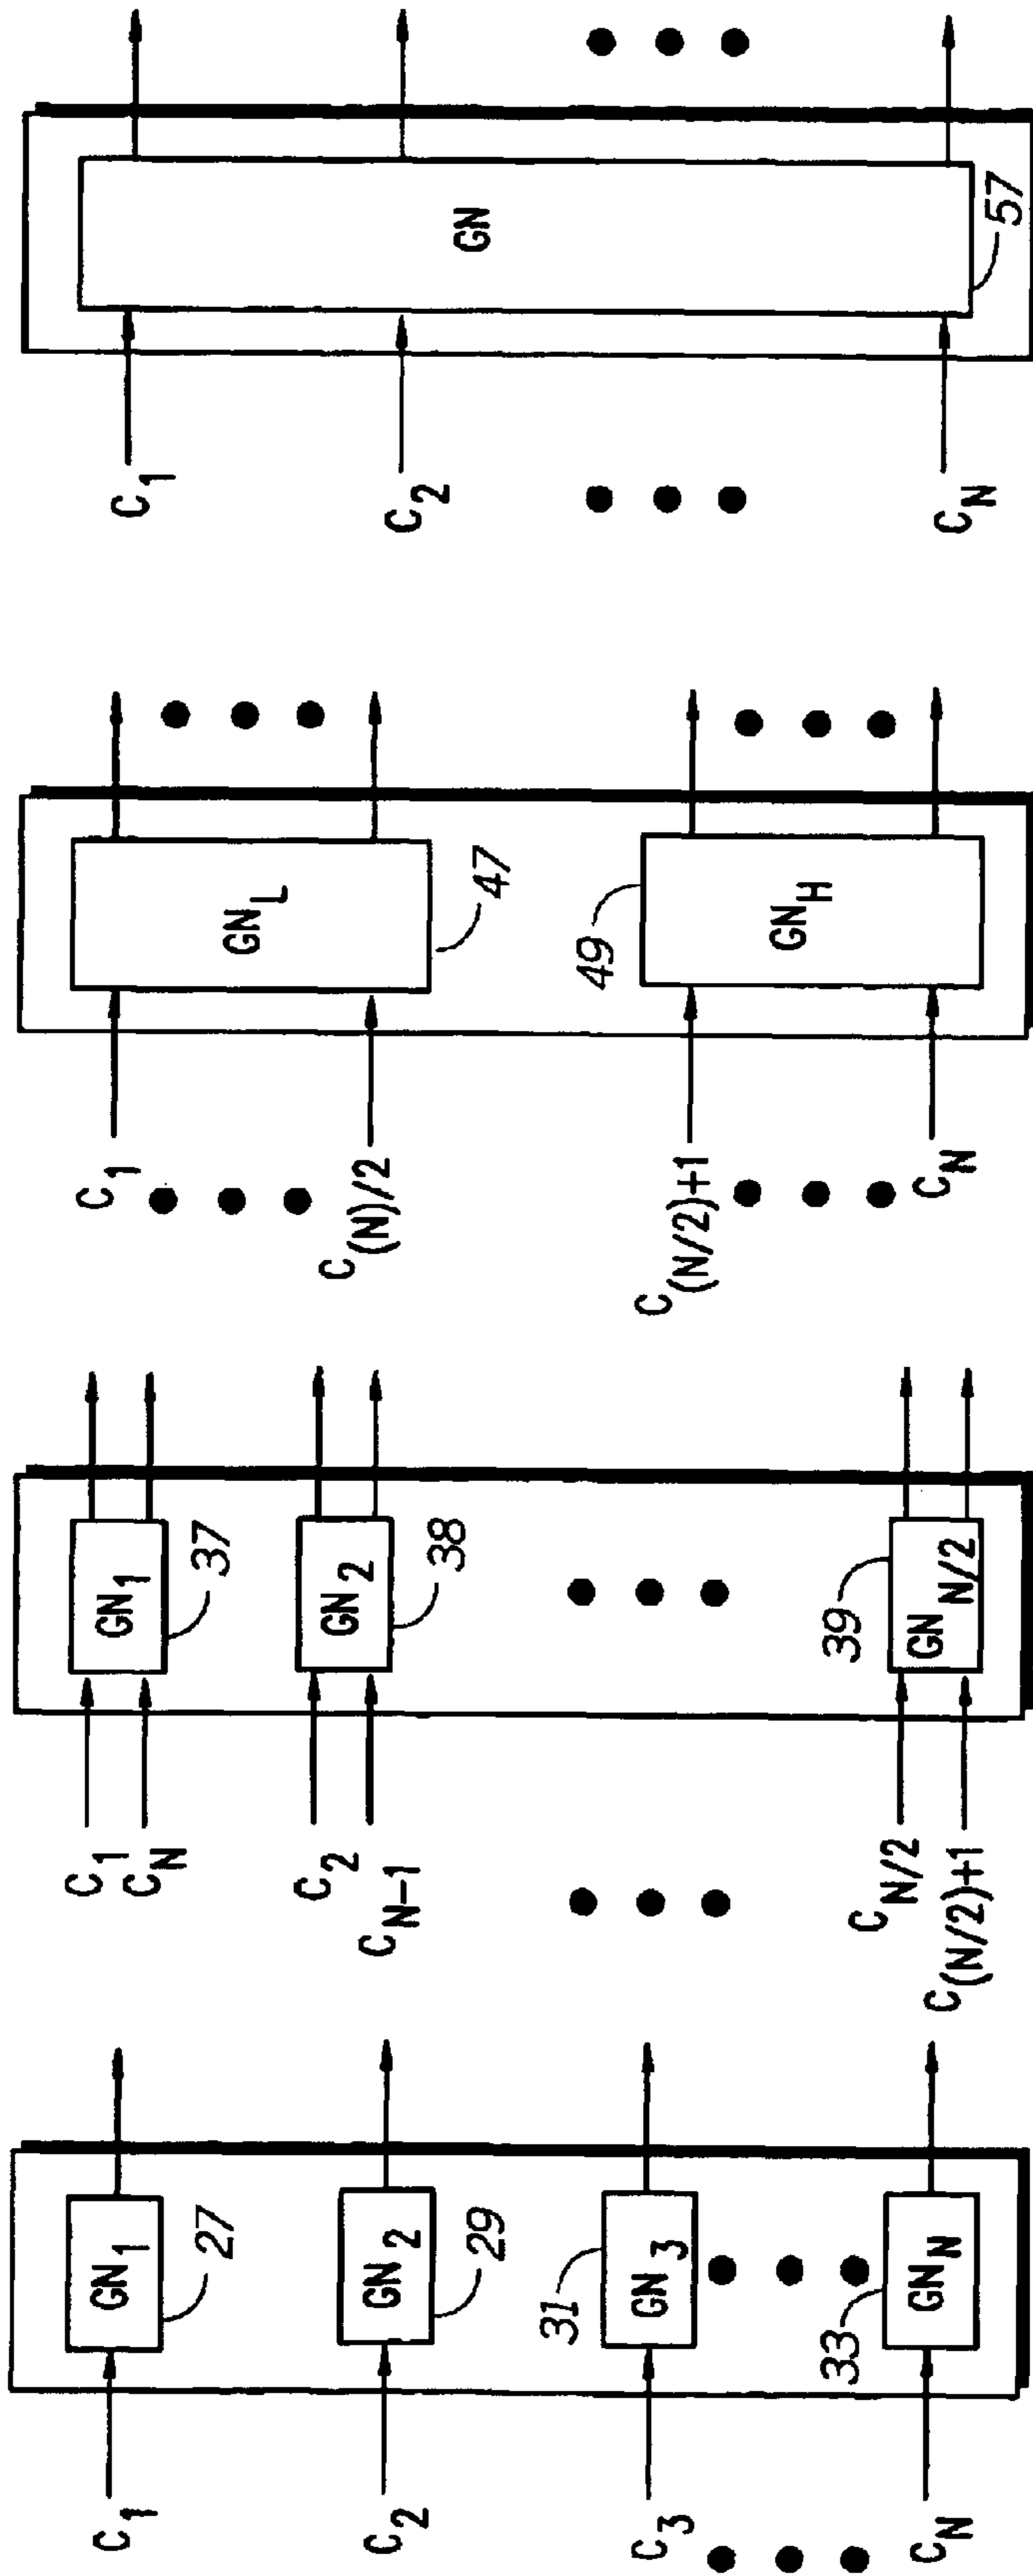 C1
GN1
27
C2
GN2
29
C3
GN3
31
CN
GNN
33
C1
CN
GN1
37
C2
CN-1
GN2
38
CN/2
C(N/2)+1
GNN/2
39
C1
C(N)/2
GNL
47
C(N/2)+1
CN
GNH
49
C1
C2
CN
GN
57